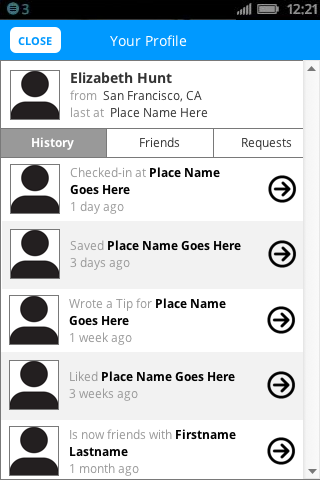 3
12:21
CLOSE
Your Profile
Elizabeth Hunt
from San Francisco, CA
last at Place Name Here
History
Friends
Requests
Checked-in at Place Name
Goes Here
1 day ago
Saved Place Name Goes Here
3 days ago
Wrote a Tip for Place Name
Goes Here
1 week ago
Liked Place Name Goes Here
3 weeks ago
Is now friends with Firstname
Lastname
1 month ago